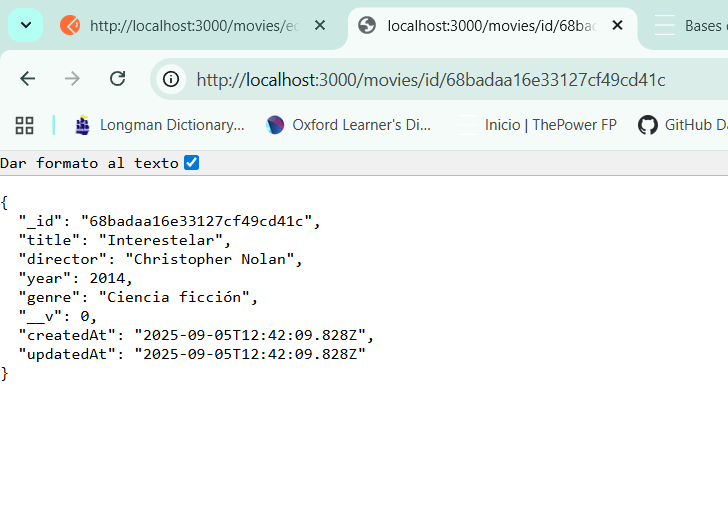 http://localhost:3000/movies/ec
localhost:3000/movies/id/68bac
Bases
http://localhost:3000/movies/id/68badaa16e33127cf49cd41c
Longman Dictionary... Oxford Learner's Di... Inicio | ThePower FP GitHub Da
Dar formato al texto
{
"_id": "68badaa16e33127cf49cd41c",
"title": "Interestelar",
"director": "Christopher Nolan",
"year": 2014,
"genre": "Ciencia ficción",
"__v": 0,
"createdAt": "2025-09-05T12:42:09.828Z",
"updatedAt": "2025-09-05T12:42:09.828Z"
}